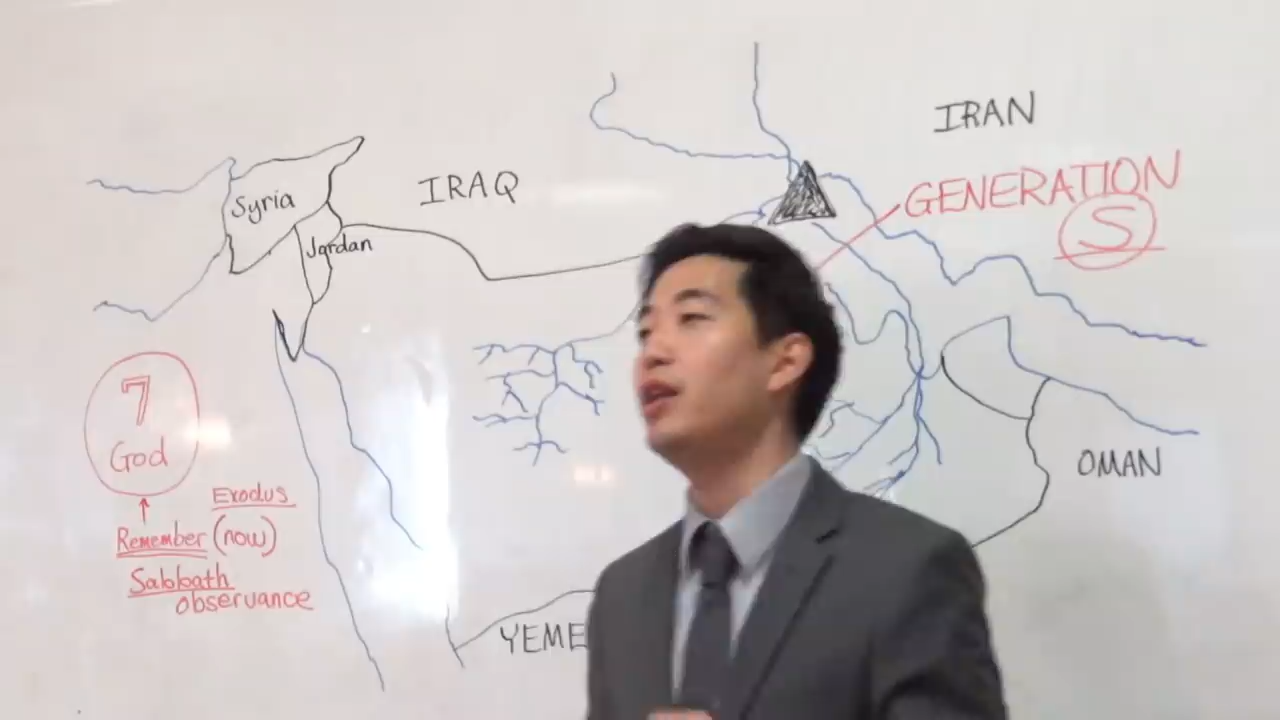 IRAN
GENERATION
S
IRAQ
Syria
Jordan
7
God
Exodus
Remember (now)
Sabbath
observance
OMAN
YEME